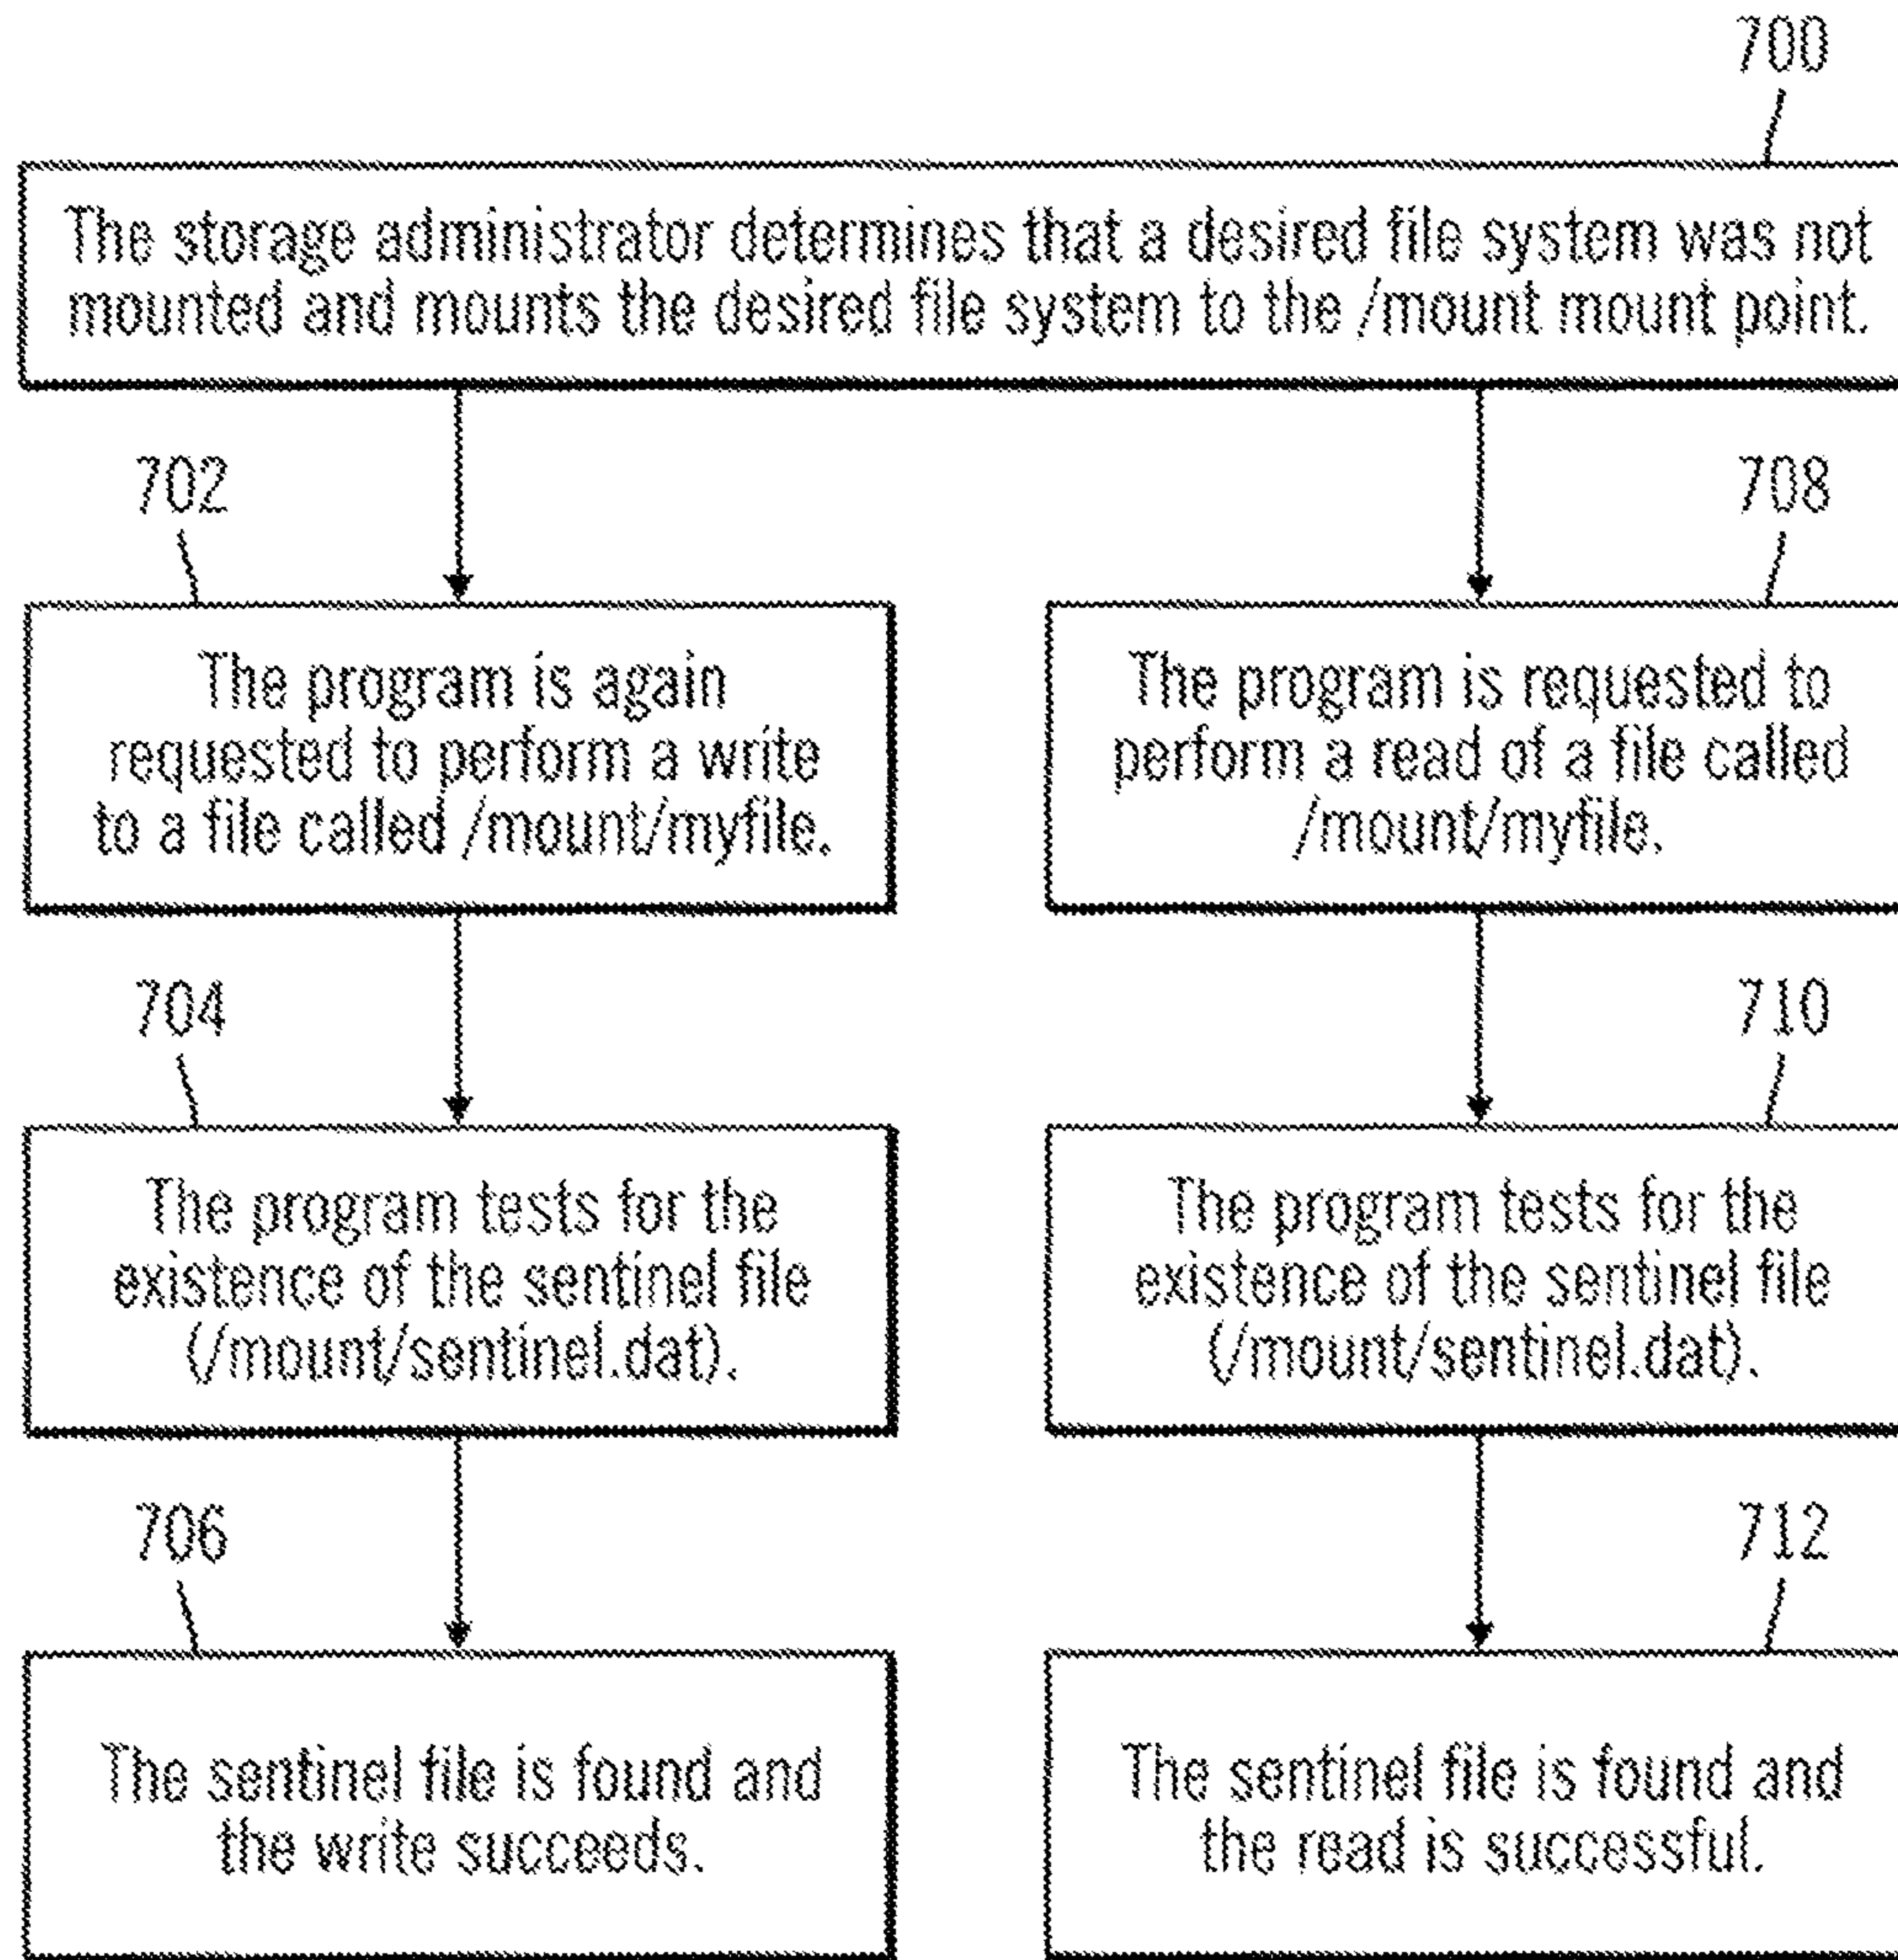 700
The storage administrator determines that a desired file system was not
mounted and mounts the desired file system to the /mount mount point.
702
The program is again
requested to perform a write
to a file called /mount/myfile.
704
The program tests for the
existence of the sentinel file
(/mount/sentinel.dat).
706
The sentinel file is found and
the write succeeds.
708
The program is requested to
perform a read of a file called
/mount/myfile.
710
The program tests for the
existence of the sentinel file
(/mount/sentinel.dat).
712
The sentinel file is found and
the read is successful.